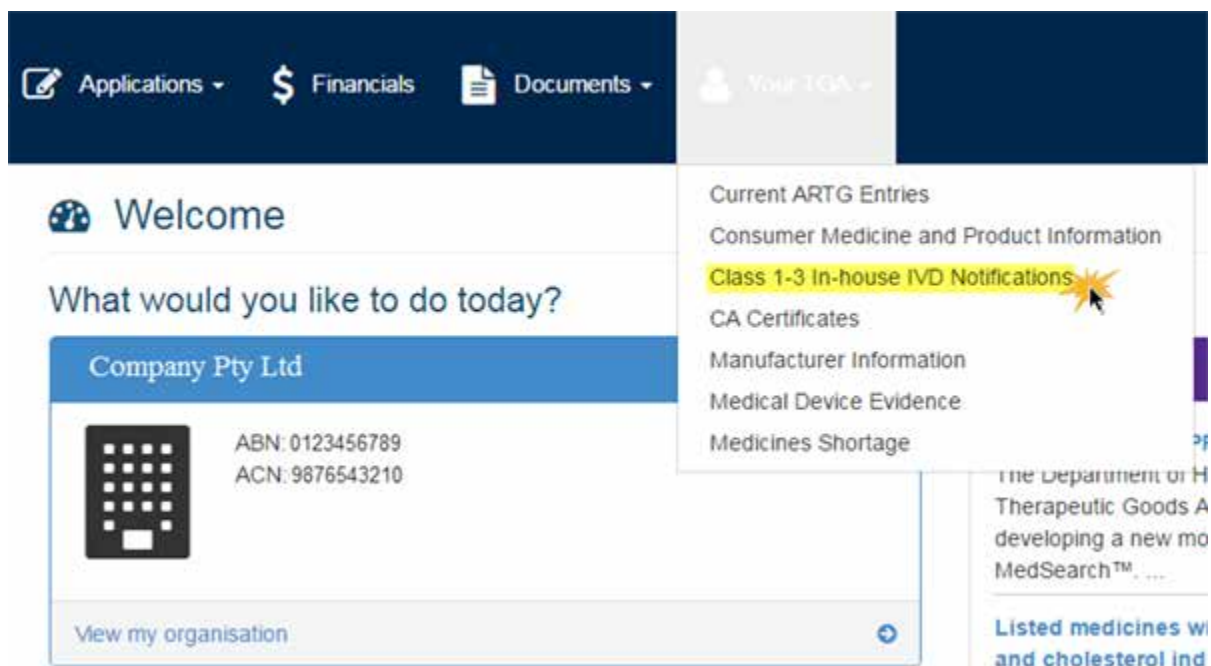 Applications
Financials
Documents
Your TGA
Welcome
What would you like to do today?
Company Pty Ltd
ABN: 0123456789
ACN: 9876543210
View my organisation
Current ARTG Entries
Consumer Medicine and Product Information
Class 1-3 In-house IVD Notifications
CA Certificates
Manufacturer Information
Medical Device Evidence
Medicines Shortage
The Department of H
Therapeutic Goods A
developing a new mo
MedSearch™. ...
Listed medicines wi
and cholesterol ind